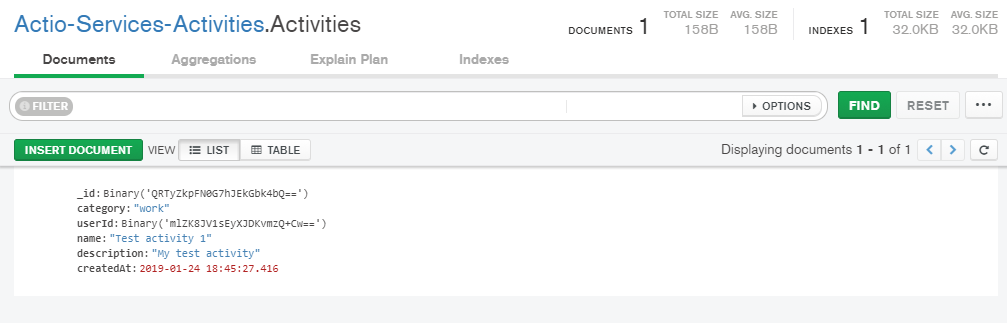 Actio-Services-Activities.Activities
DOCUMENTS 1 TOTAL SIZE 158B AVG. SIZE 158B INDEXES 1 TOTAL SIZE 32.0KB AVG. SIZE 32.0KB
Documents Aggregations Explain Plan Indexes
FILTER OPTIONS FIND RESET ...
INSERT DOCUMENT VIEW LIST TABLE Displaying documents 1 - 1 of 1
_id: Binary('QRTyZkpFN0G7hJEkGbk4bQ==')
category: "work"
userId: Binary('mlZK8JV1sEyXJDKvmzQ+Cw==')
name: "Test activity 1"
description: "My test activity"
createdAt: 2019-01-24 18:45:27.416